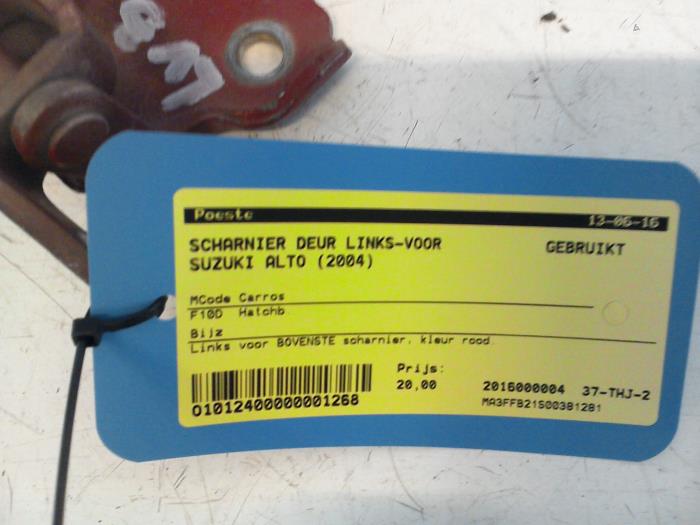 Poeste 13-06-16
SCHARNIER DEUR LINKS-VOOR GEBRUIKT
SUZUKI ALTO (2004)
MCode Carros
F10D Hatchb
Bijz
Links voor BOVENSTE scharnier, kleur rood.
Prijs:
20,00 2016000004 37-THJ-2
MA3FFB21S00381281
01012400000001268